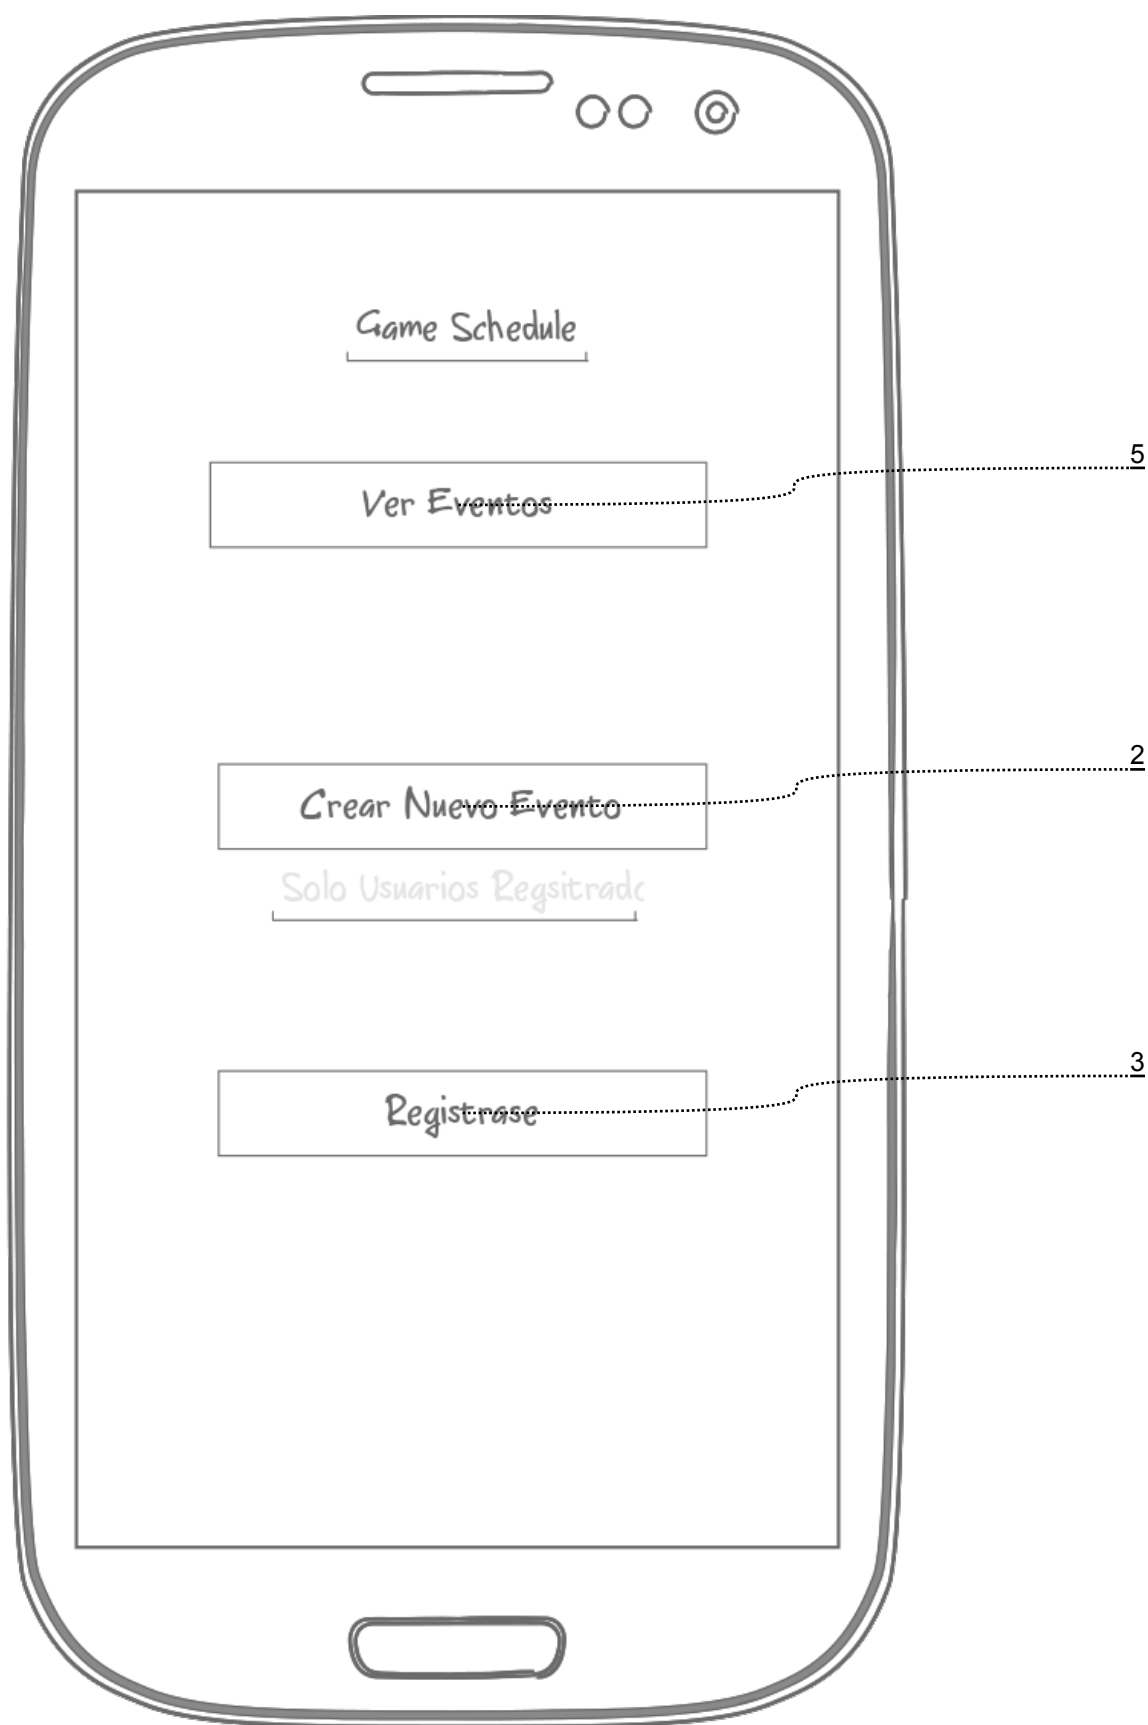 Game Schedule
Ver Eventos
5
Crear Nuevo Evento
2
Solo Usuarios Regsitrado
Registrase
3